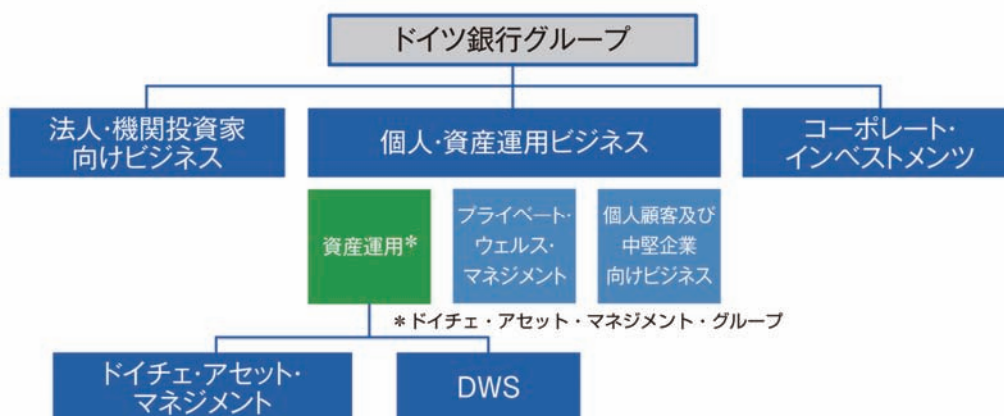 ドイツ銀行グループ
法人・機関投資家
向けビジネス
個人・資産運用ビジネス
コーポレート・
インベストメンツ
資産運用*
プライベート・
ウェルス・
マネジメント
個人顧客及び
中堅企業
向けビジネス
*ドイチェ・アセット・マネジメント・グループ
ドイチェ・アセット・
マネジメント
DWS